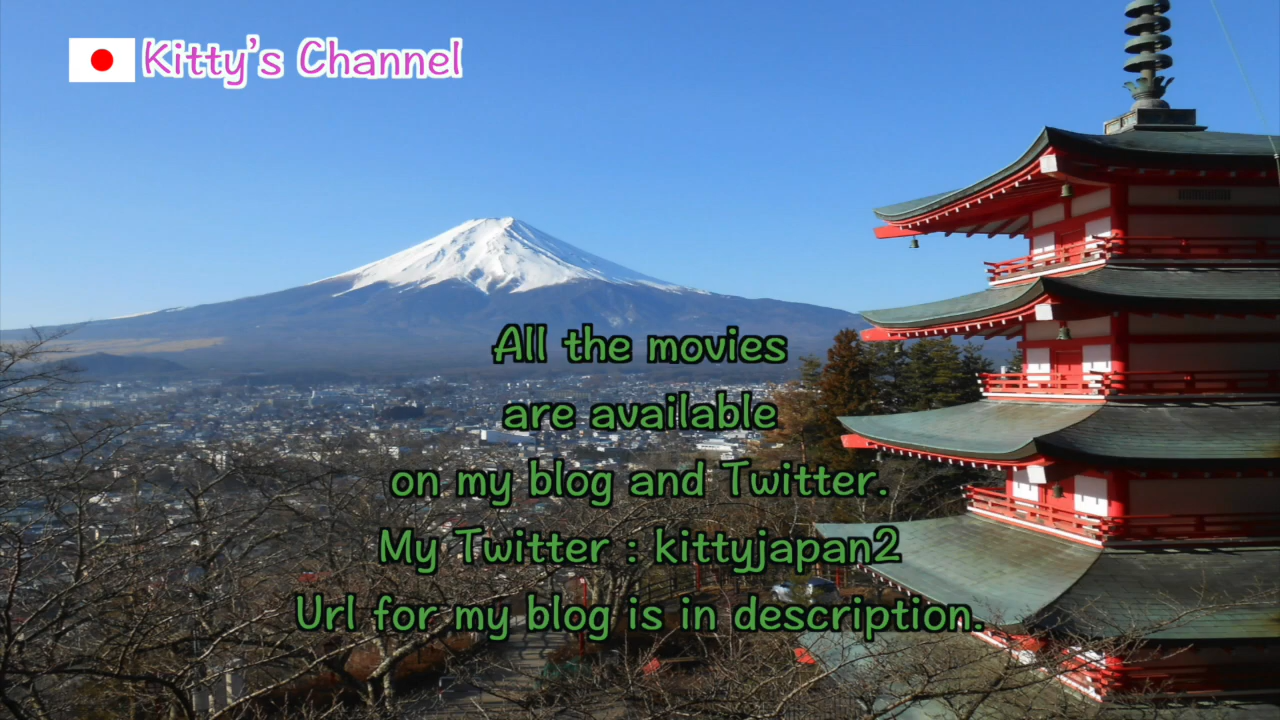 Kitty's Channel
All the movies
are available
on my blog and Twitter.
My Twitter : kittyjapan2
Url for my blog is in description.